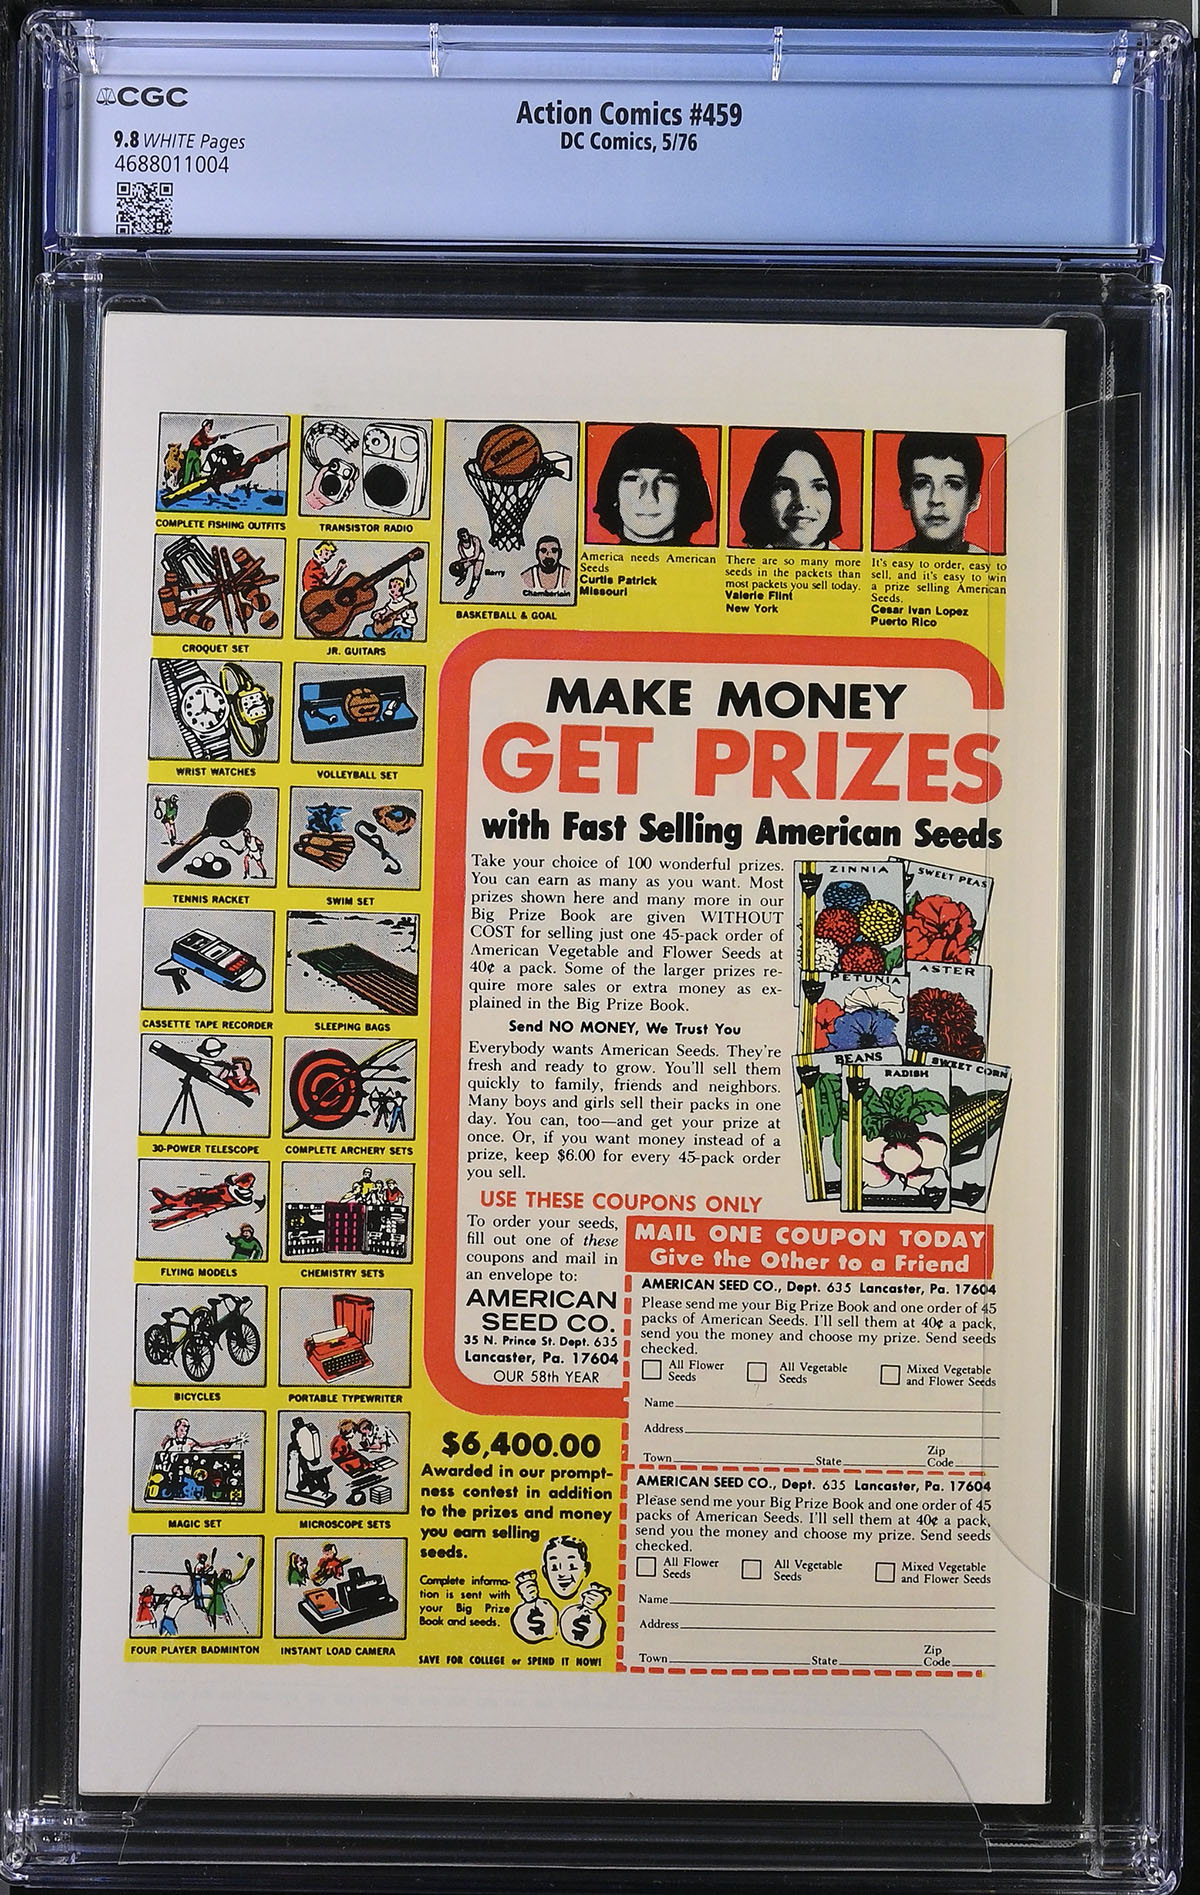 CGC
9.8 WHITE Pages
4688011004
Action Comics #459
DC Comics, 5/76
COMPLETE FISHING OUTFITS
TRANSISTOR RADIO
CROQUET SET
JR. GUITARS
WRIST WATCHES
VOLLEYBALL SET
TENNIS RACKET
SWIM SET
CASSETTE TAPE RECORDER
SLEEPING BAGS
30-POWER TELESCOPE
COMPLETE ARCHERY SETS
FLYING MODELS
CHEMISTRY SETS
BICYCLES
PORTABLE TYPEWRITER
MAGIC SET
MICROSCOPE SETS
FOUR PLAYER BADMINTON
INSTANT LOAD CAMERA
Barry
Chamberlain
BASKETBALL & GOAL
America needs American
Seeds
Curtis Patrick
Missouri
There are so many more
seeds in the packets than
most packets you sell today.
Valerie Flint
New York
It's easy to order, easy to
sell, and it's easy to win
a prize selling American
Seeds.
Cesar Ivan Lopez
Puerto Rico
MAKE MONEY
GET PRIZES
with Fast Selling American Seeds
Take your choice of 100 wonderful prizes.
You can earn as many as you want. Most
prizes shown here and many more in our
Big Prize Book are given WITHOUT
COST for selling just one 45-pack order of
American Vegetable and Flower Seeds at
40¢ a pack. Some of the larger prizes re-
quire more sales or extra money as ex-
plained in the Big Prize Book.
Send NO MONEY, We Trust You
Everybody wants American Seeds. They're
fresh and ready to grow. You'll sell them
quickly to family, friends and neighbors.
Many boys and girls sell their packs in one
day. You can, too—and get your prize at
once. Or, if you want money instead of a
prize, keep $6.00 for every 45-pack order
you sell.
ZINNIA
SWEET PEAS
PETUNIA
ASTER
BEANS
RADISH
SWEET CORN
USE THESE COUPONS ONLY
To order your seeds,
fill out one of these
coupons and mail in
an envelope to:
AMERICAN
SEED CO.
35 N. Prince St. Dept. 635
Lancaster, Pa. 17604
OUR 58th YEAR
$6,400.00
Awarded in our prompt-
ness contest in addition
to the prizes and money
you earn selling
seeds.
Complete informa-
tion is sent with
your Big Prize
Book and seeds.
$ $
SAVE FOR COLLEGE or SPEND IT NOW!
MAIL ONE COUPON TODAY
Give the Other to a Friend
AMERICAN SEED CO., Dept. 635 Lancaster, Pa. 17604
Please send me your Big Prize Book and one order of 45
packs of American Seeds. I'll sell them at 40¢ a pack,
send you the money and choose my prize. Send seeds
checked.
All Flower
Seeds
All Vegetable
Seeds
Mixed Vegetable
and Flower Seeds
Name
Address
Town State Zip
Code
AMERICAN SEED CO., Dept. 635 Lancaster, Pa. 17604
Please send me your Big Prize Book and one order of 45
packs of American Seeds. I'll sell them at 40¢ a pack,
send you the money and choose my prize. Send seeds
checked.
All Flower
Seeds
All Vegetable
Seeds
Mixed Vegetable
and Flower Seeds
Name
Address
Town State Zip
Code